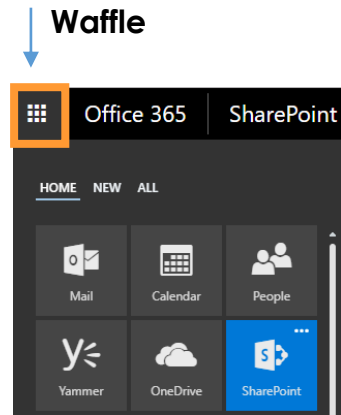 Waffle
Office 365 SharePoint
HOME NEW ALL
Mail Calendar People
Yammer OneDrive SharePoint